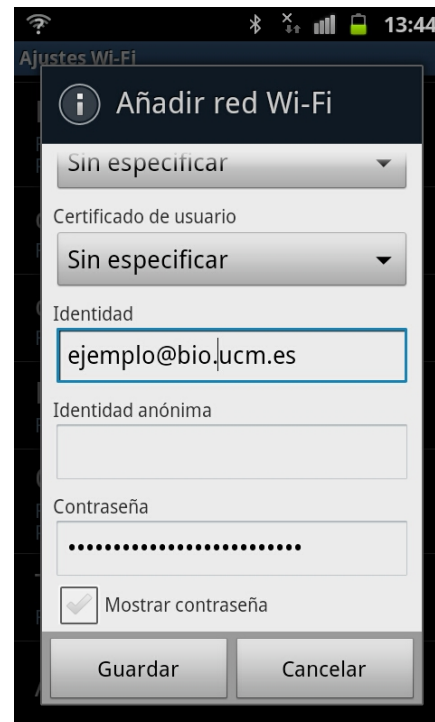 13:44
Ajustes Wi-Fi
Añadir red Wi-Fi
Sin especificar
Certificado de usuario
Sin especificar
Identidad
ejemplo@bio.ucm.es
Identidad anónima
Contraseña
••••••••••••••••••••••••••
Mostrar contraseña
Guardar Cancelar